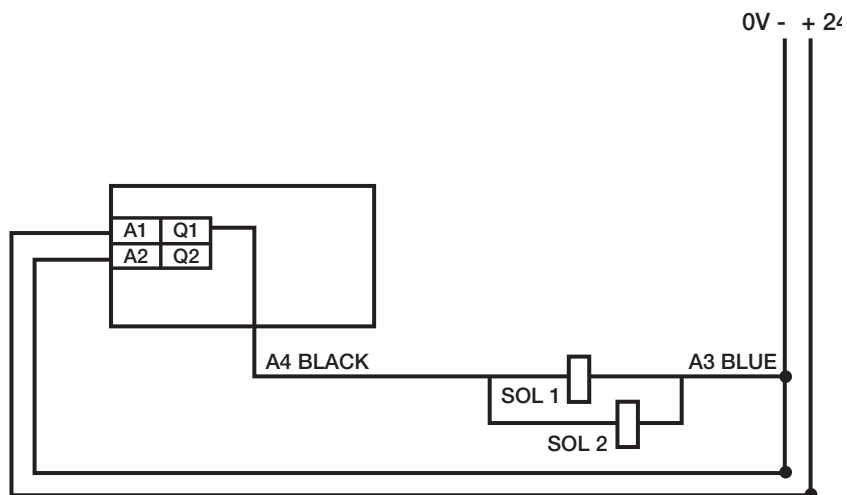 0V - + 24
A1 Q1
A2 Q2
A4 BLACK
A3 BLUE
SOL 1
SOL 2